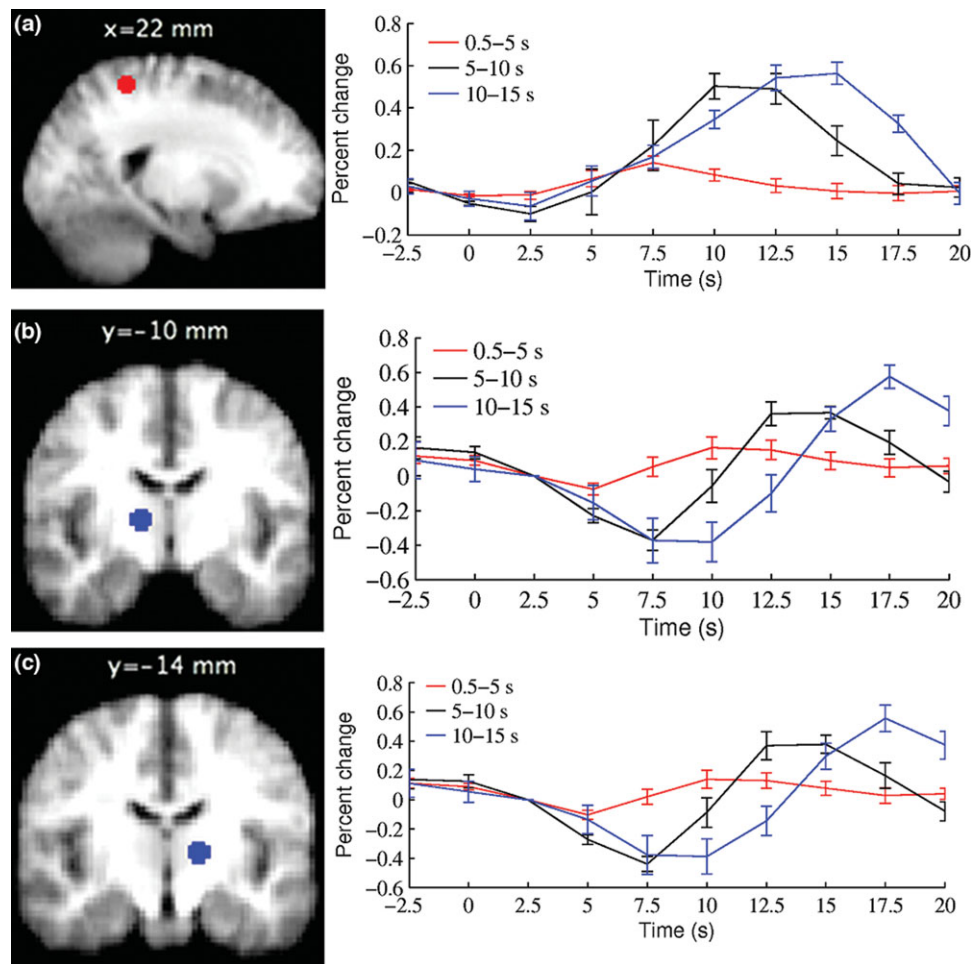 (a)
x=22 mm
Percent change
0.8
0.6
0.4
0.2
0
−0.2
0.5–5 s
5–10 s
10–15 s
−2.5 0 2.5 5 7.5 10 12.5 15 17.5 20
Time (s)
(b)
y=−10 mm
Percent change
0.8
0.6
0.4
0.2
0
−0.2
−0.4
−0.6
0.5–5 s
5–10 s
10–15 s
−2.5 0 2.5 5 7.5 10 12.5 15 17.5 20
Time (s)
(c)
y=−14 mm
Percent change
0.8
0.6
0.4
0.2
0
−0.2
−0.4
−0.6
0.5–5 s
5–10 s
10–15 s
−2.5 0 2.5 5 7.5 10 12.5 15 17.5 20
Time (s)